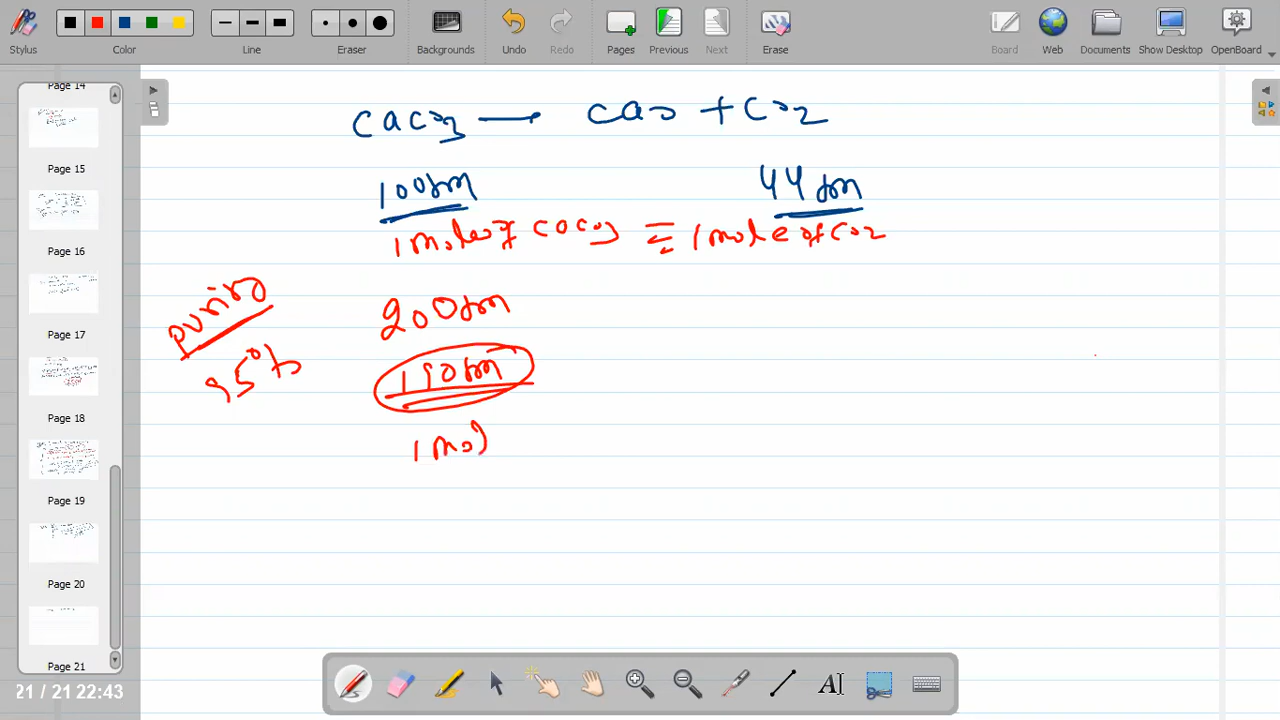 Stylus
Color
Line
Eraser
Backgrounds
Undo
Redo
Pages
Previous
Next
Erase
Board
Web
Documents
Show Desktop
OpenBoard
Page 14
Page 15
Page 16
Page 17
Page 18
Page 19
Page 20
Page 21
21 / 21 22:43
CaCO3 → CaO + CO2
100gm 44gm
1 mole of CaCO3 ≡ 1 mole of CO2
purity
95%
200gm
190gm
1 mol